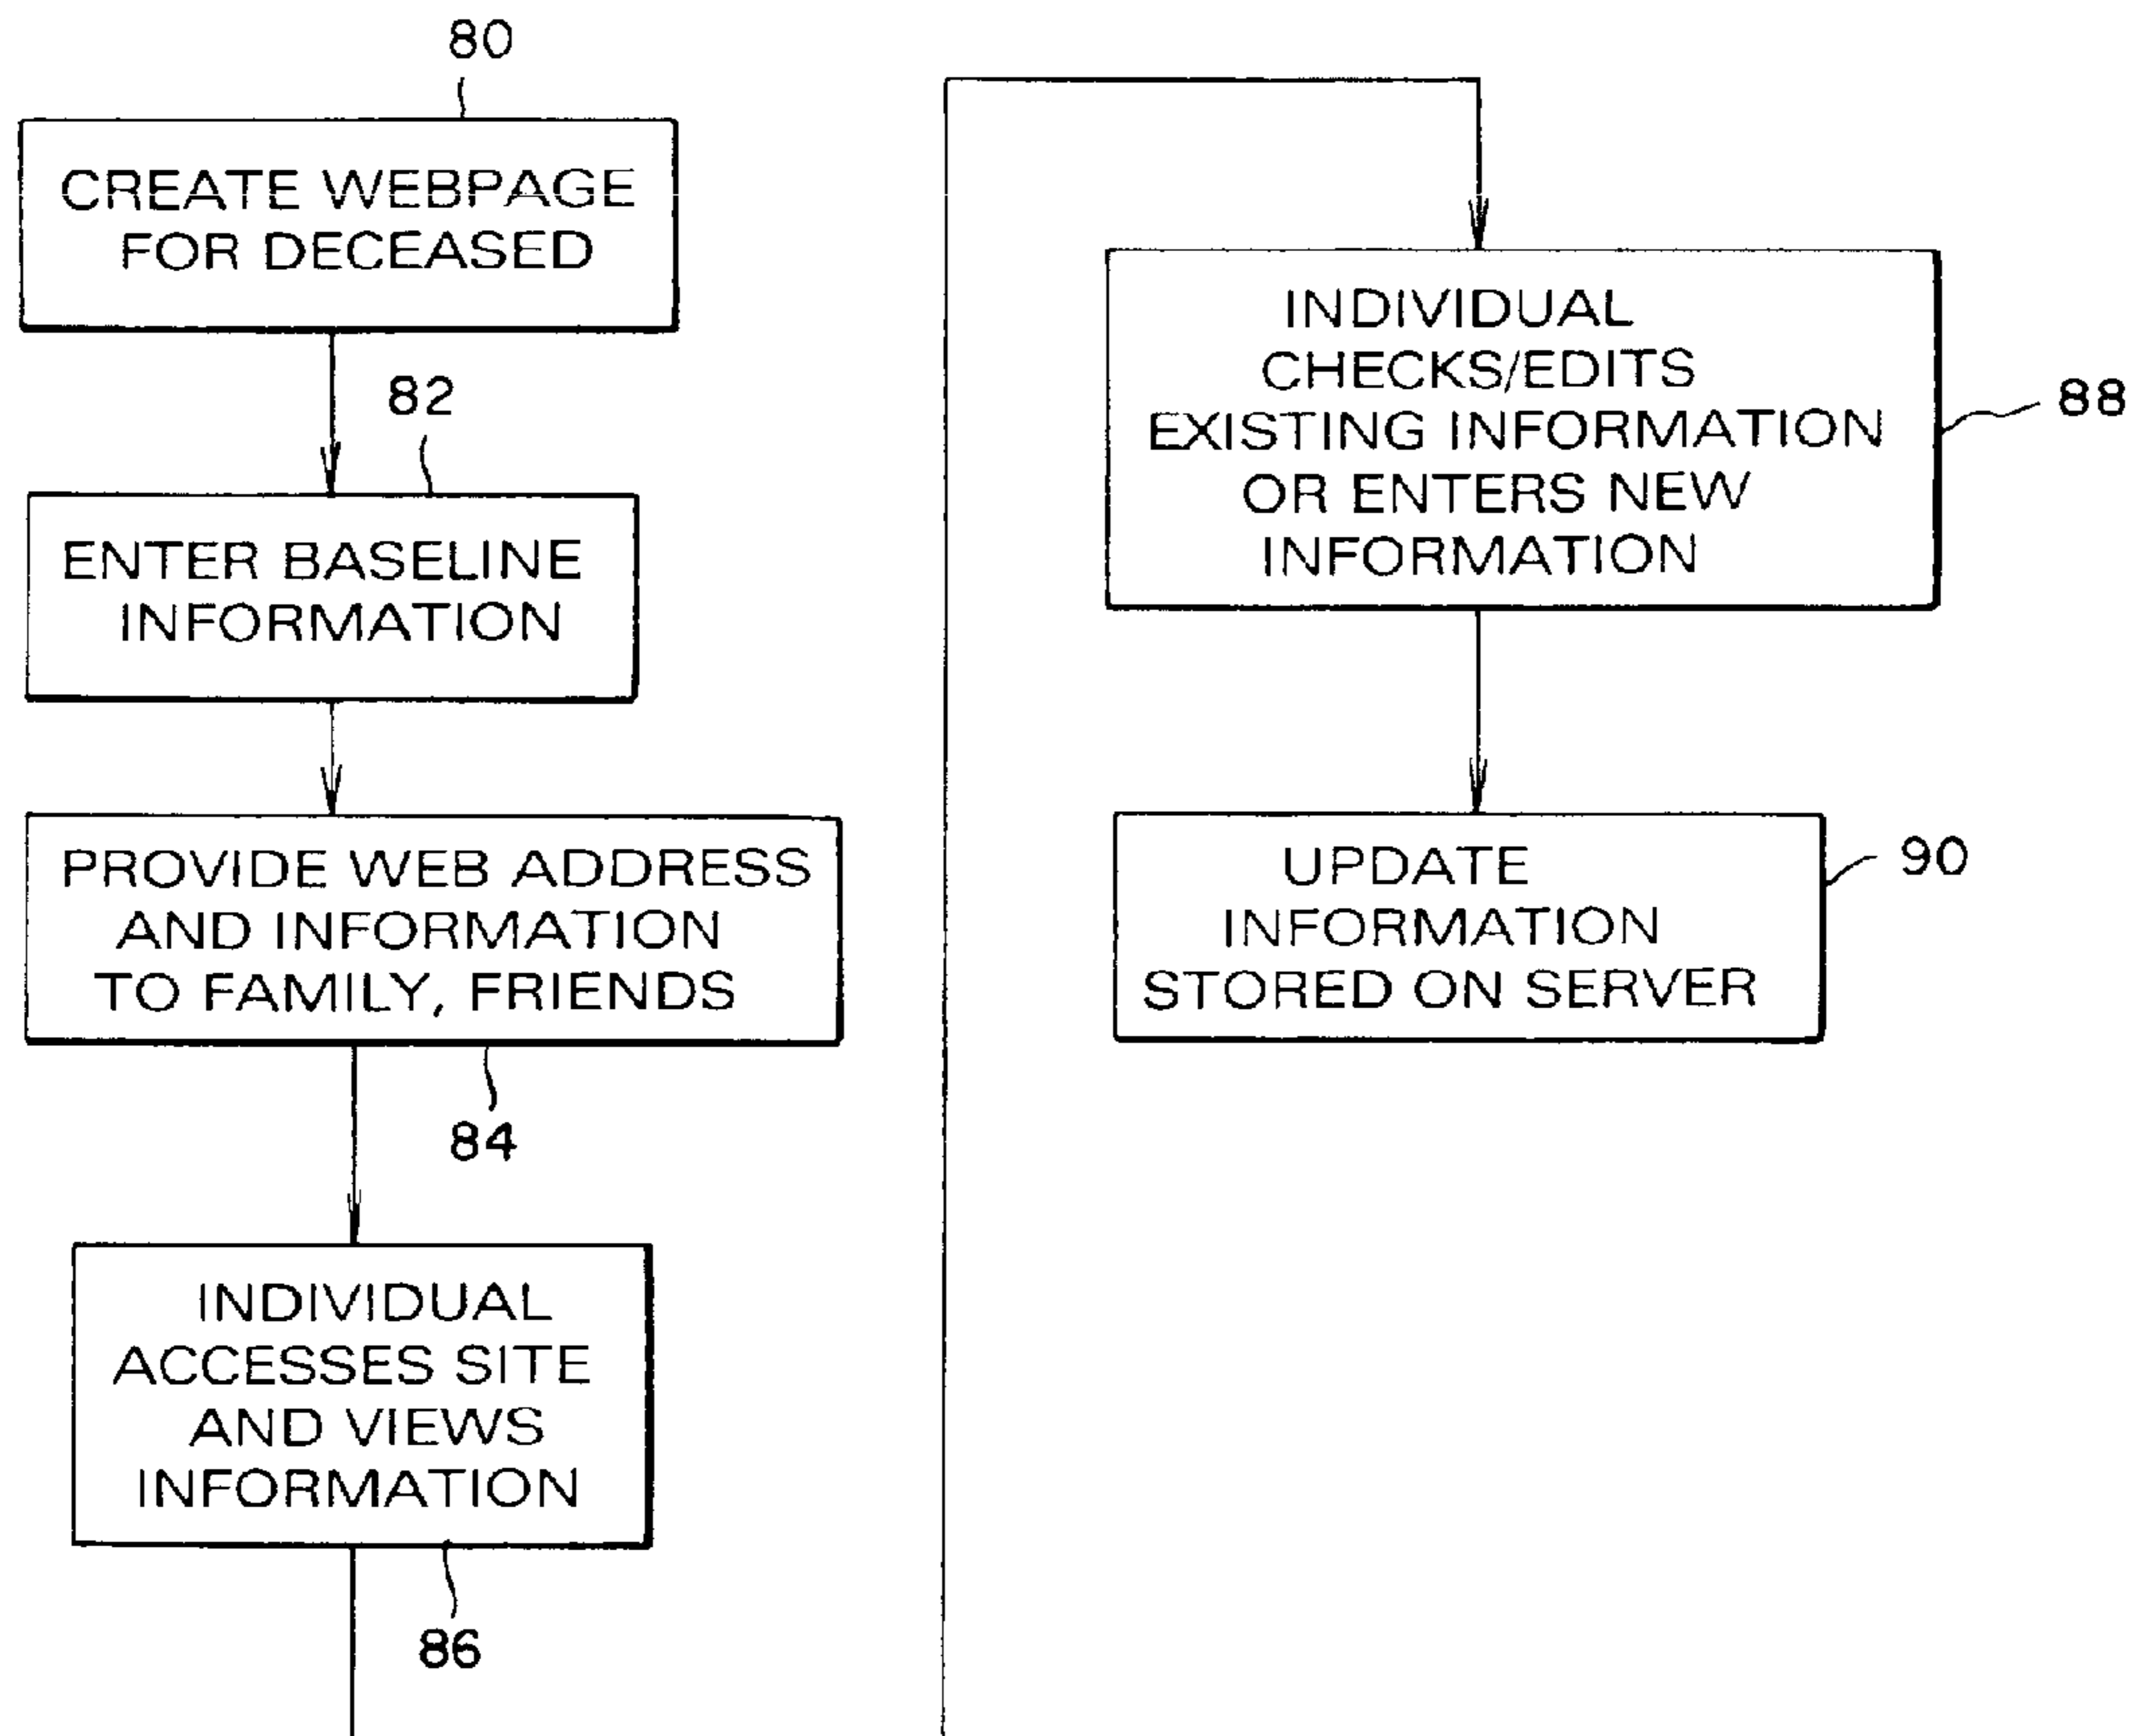 80
CREATE WEBPAGE
FOR DECEASED
82
ENTER BASELINE
INFORMATION
PROVIDE WEB ADDRESS
AND INFORMATION
TO FAMILY, FRIENDS
84
INDIVIDUAL
ACCESSES SITE
AND VIEWS
INFORMATION
86
INDIVIDUAL
CHECKS/EDITS
EXISTING INFORMATION
OR ENTERS NEW
INFORMATION
88
UPDATE
INFORMATION
STORED ON SERVER
90